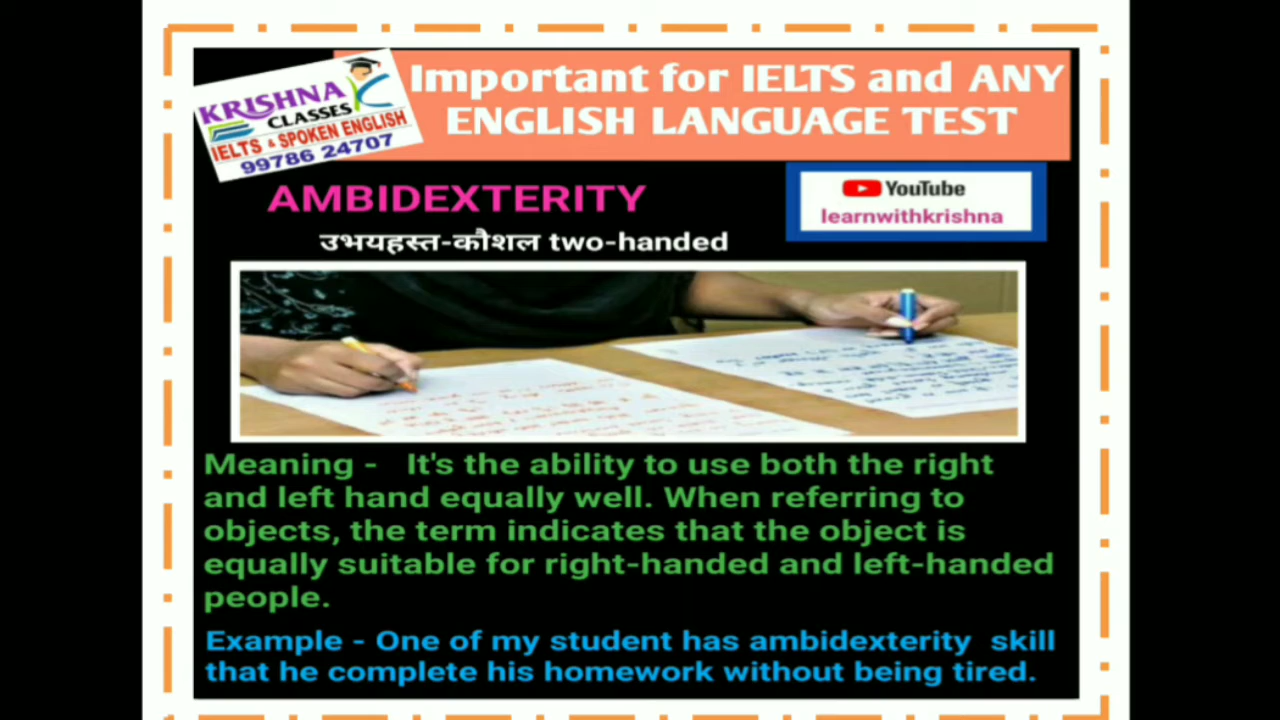 KRISHNA
CLASSES
IELTS & SPOKEN ENGLISH
99786 24707
Important for IELTS and ANY
ENGLISH LANGUAGE TEST
AMBIDEXTERITY
YouTube
learnwithkrishna
उभयहस्त-कौशल two-handed
Meaning - It's the ability to use both the right
and left hand equally well. When referring to
objects, the term indicates that the object is
equally suitable for right-handed and left-handed
people.
Example - One of my student has ambidexterity skill
that he complete his homework without being tired.